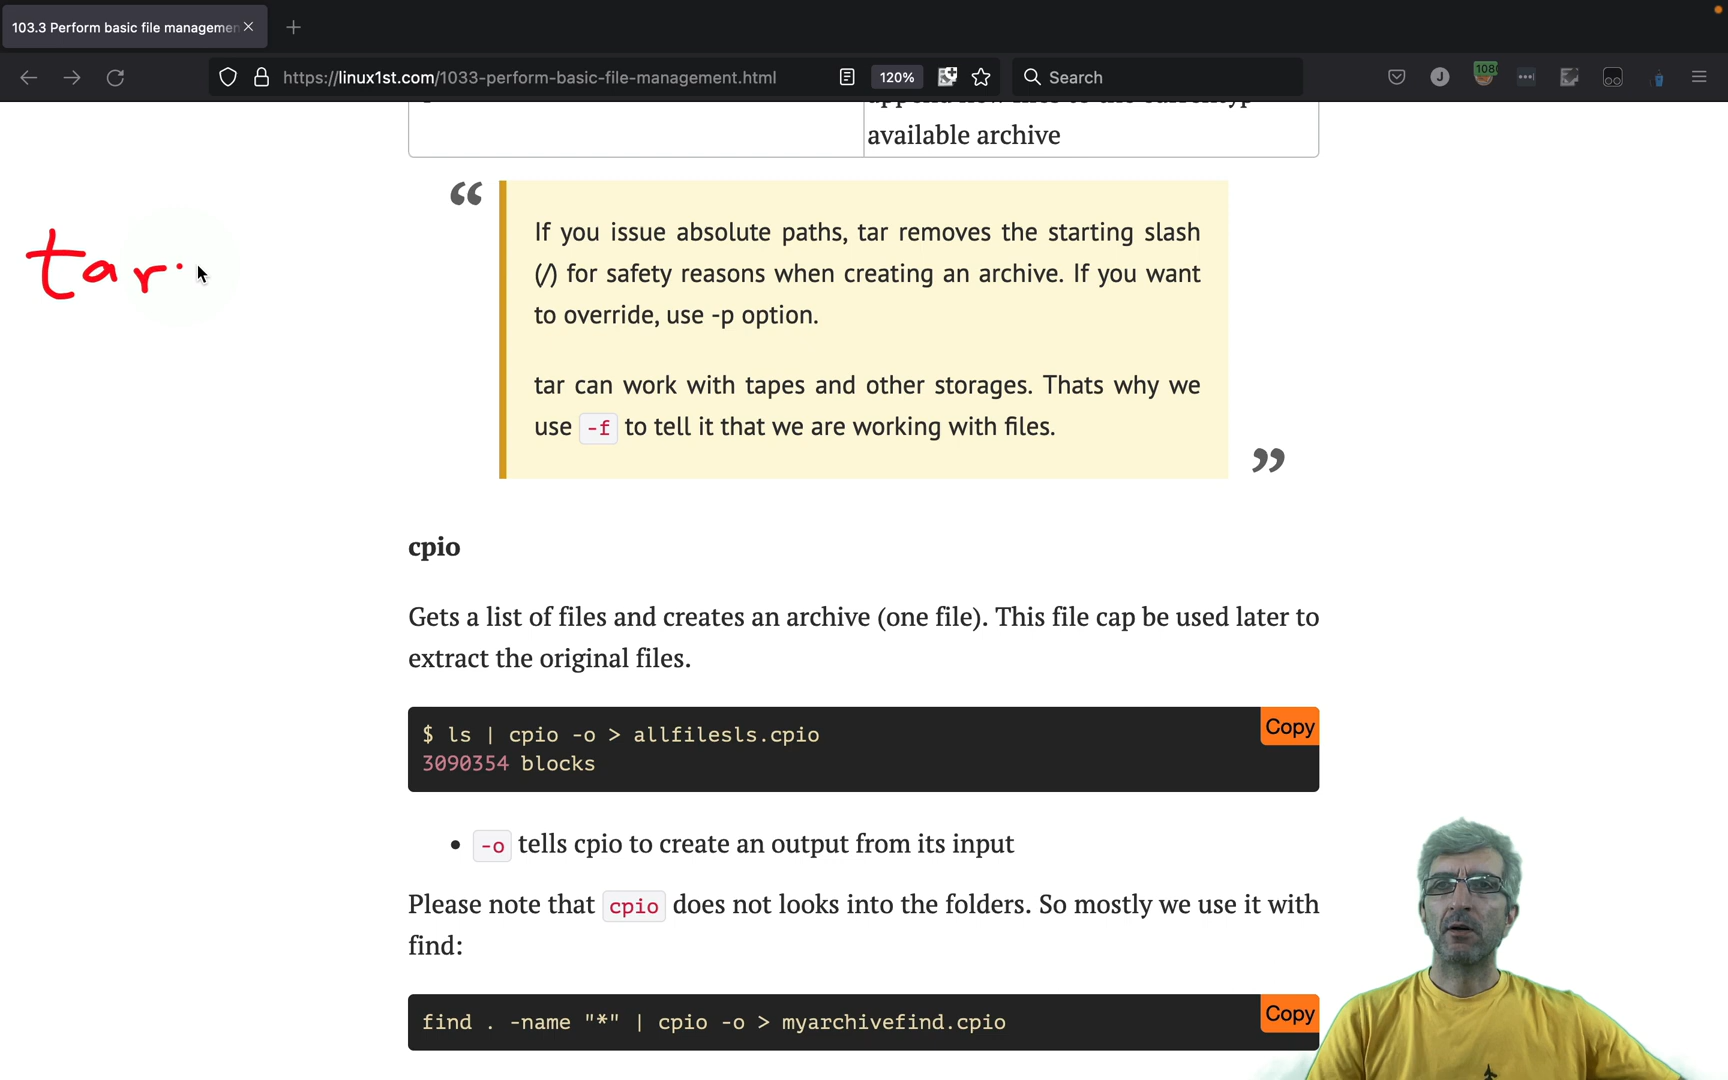 103.3 Perform basic file managemen
https://linux1st.com/1033-perform-basic-file-management.html
120%
Search
J
108
available archive
tar
“
If you issue absolute paths, tar removes the starting slash
(/) for safety reasons when creating an archive. If you want
to override, use -p option.
tar can work with tapes and other storages. Thats why we
use -f to tell it that we are working with files.
”
cpio
Gets a list of files and creates an archive (one file). This file cap be used later to
extract the original files.
$ ls | cpio -o > allfilesls.cpio
Copy
3090354 blocks
• -o tells cpio to create an output from its input
Please note that cpio does not looks into the folders. So mostly we use it with
find:
find . -name "*" | cpio -o > myarchivefind.cpio
Copy